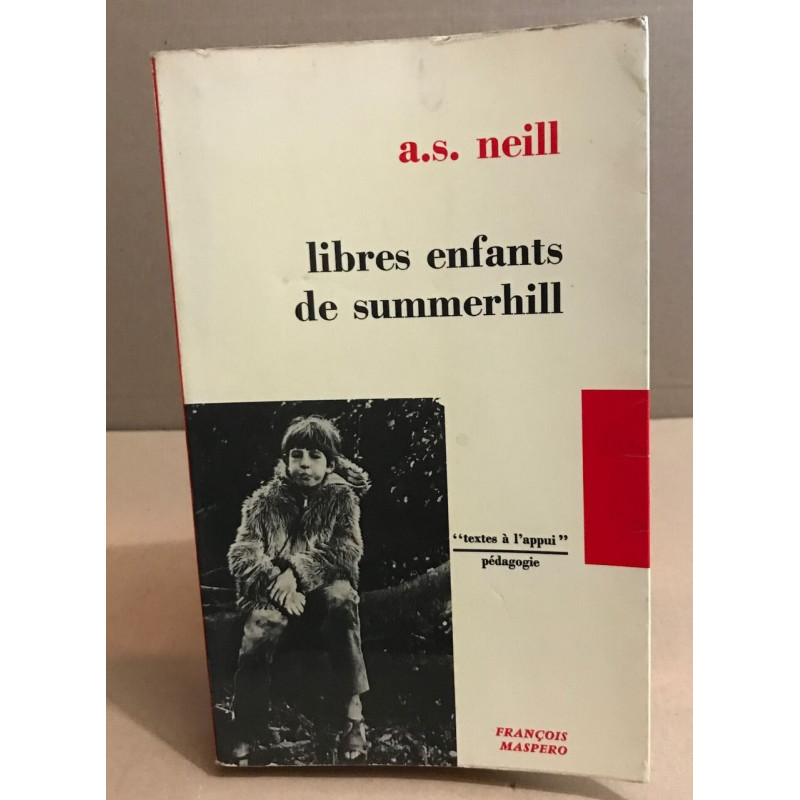 a.s. neill
libres enfants
de summerhill
“textes à l’appui”
pédagogie
FRANÇOIS
MASPERO